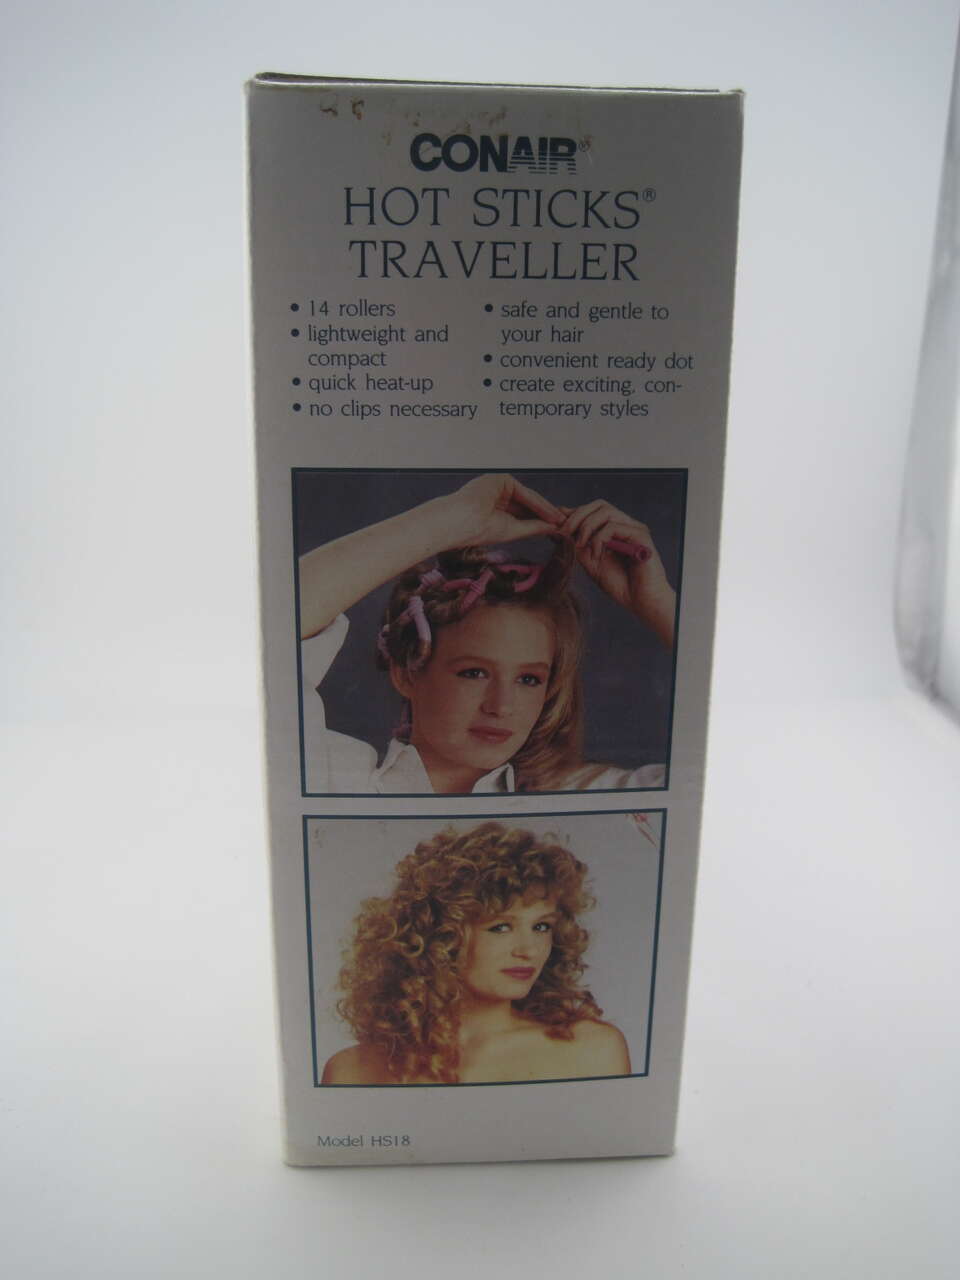 CONAIR®
HOT STICKS®
TRAVELLER
• 14 rollers
• lightweight and
compact
• quick heat-up
• no clips necessary
• safe and gentle to
your hair
• convenient ready dot
• create exciting, con-
temporary styles
Model HS18